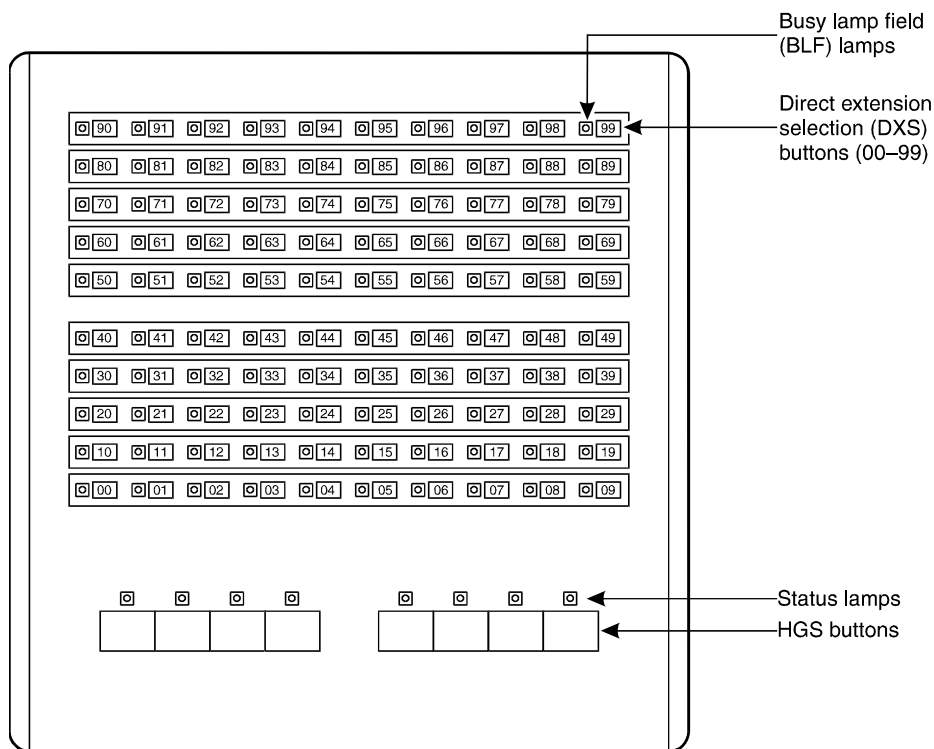 Busy lamp field
(BLF) lamps
Direct extension
selection (DXS)
buttons (00–99)
90 91 92 93 94 95 96 97 98 99
80 81 82 83 84 85 86 87 88 89
70 71 72 73 74 75 76 77 78 79
60 61 62 63 64 65 66 67 68 69
50 51 52 53 54 55 56 57 58 59
40 41 42 43 44 45 46 47 48 49
30 31 32 33 34 35 36 37 38 39
20 21 22 23 24 25 26 27 28 29
10 11 12 13 14 15 16 17 18 19
00 01 02 03 04 05 06 07 08 09
Status lamps
HGS buttons